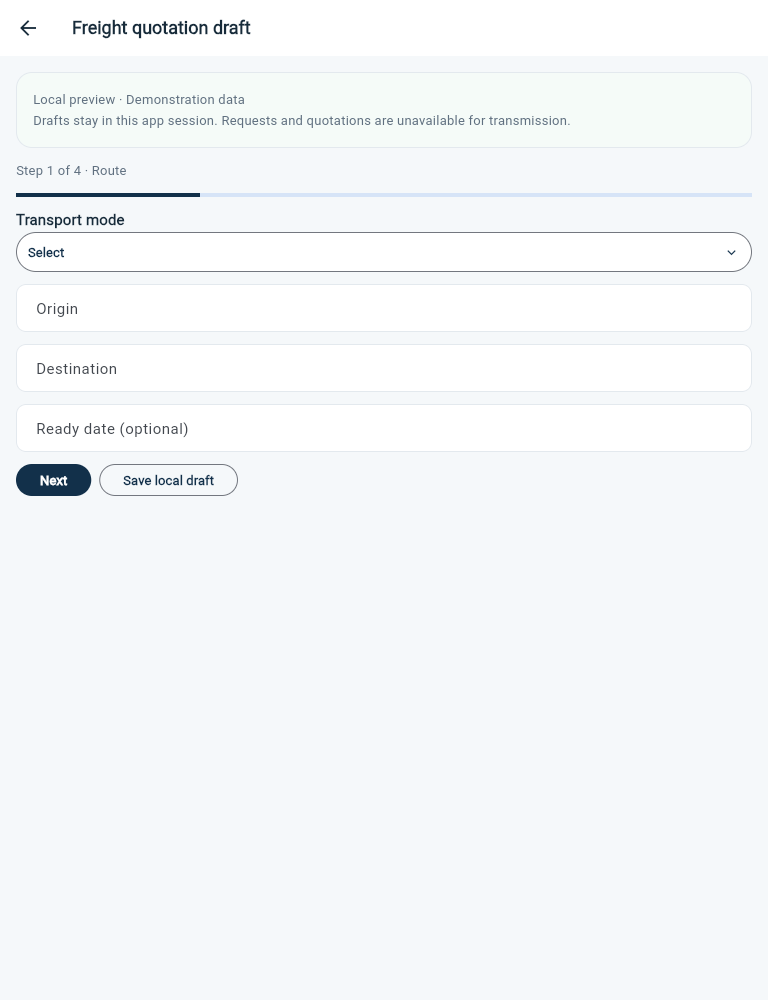 Freight quotation draft
Local preview · Demonstration data
Drafts stay in this app session. Requests and quotations are unavailable for transmission.
Step 1 of 4 · Route
Transport mode
Select
Origin
Destination
Ready date (optional)
Next
Save local draft